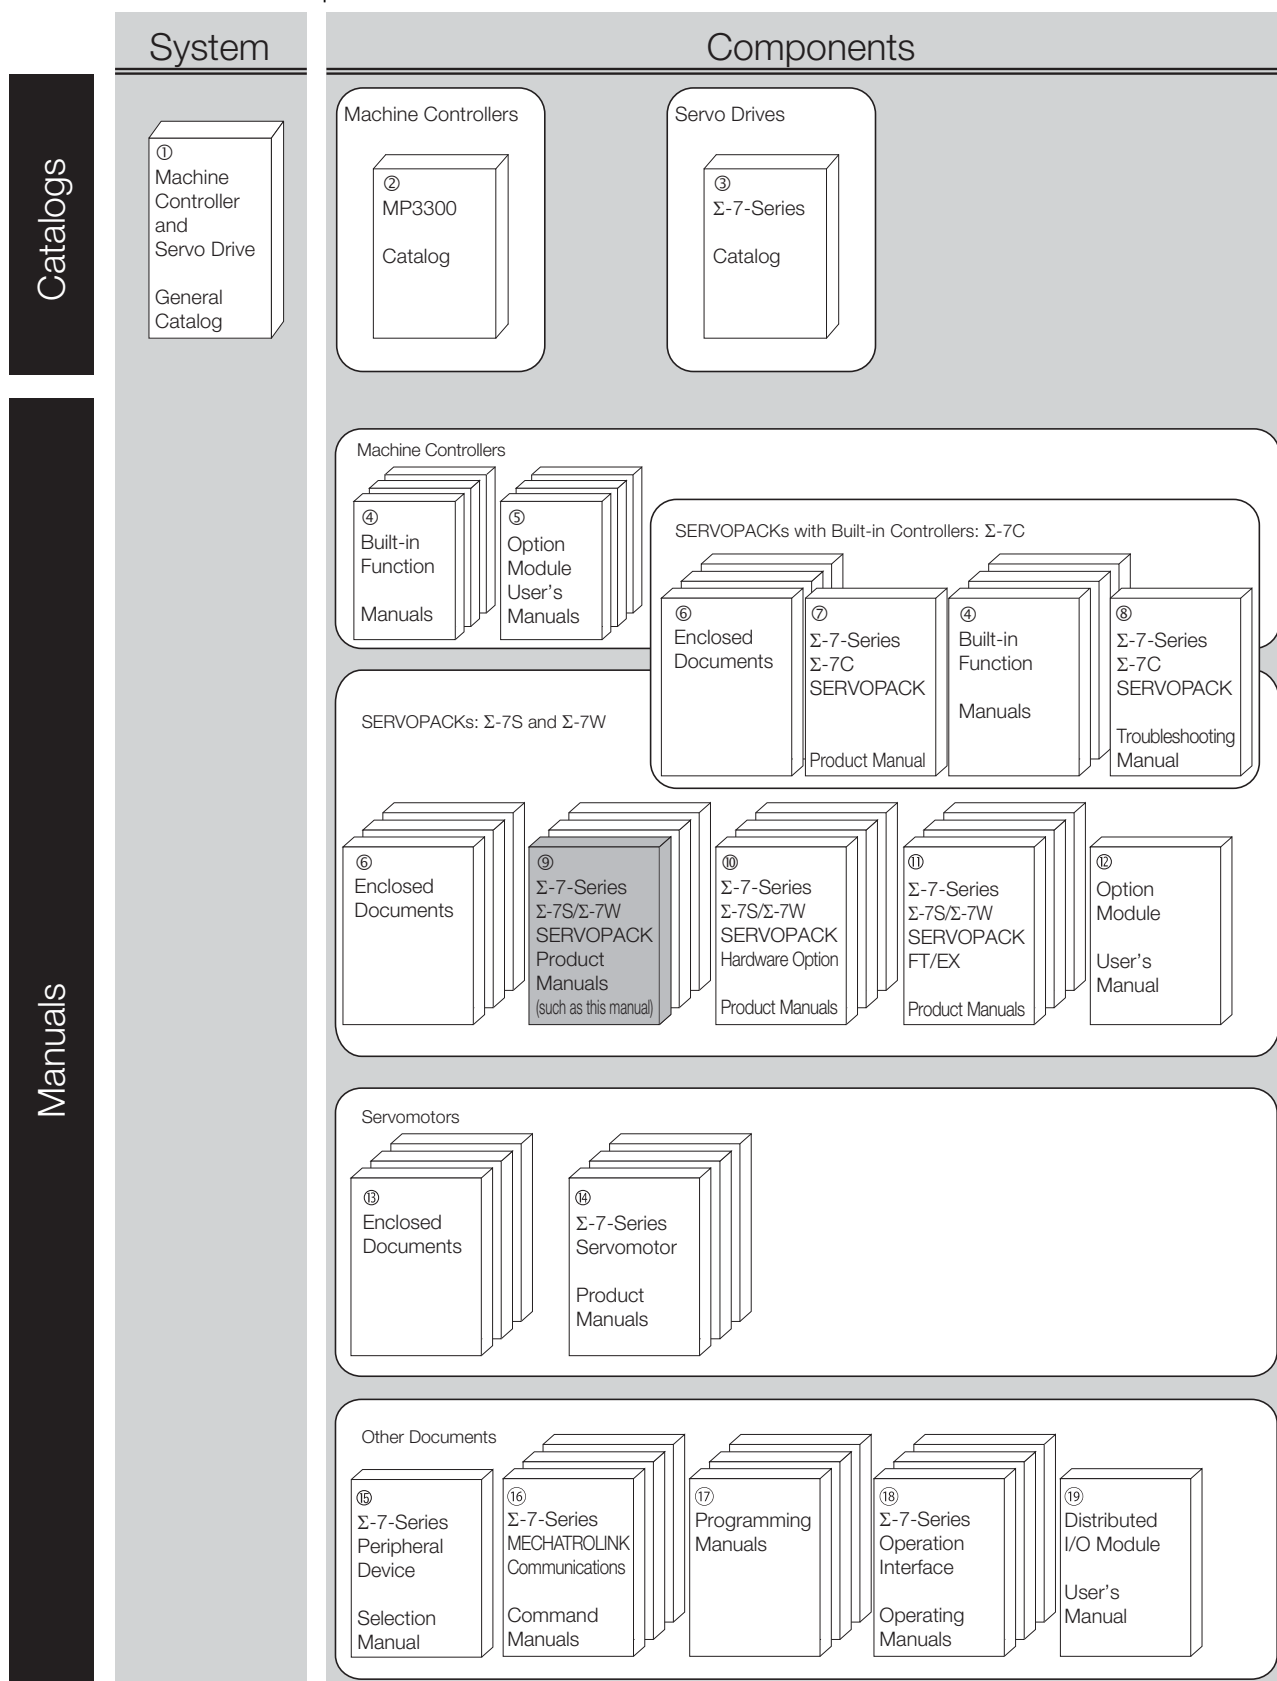 System
Components
Catalogs
①
Machine
Controller
and
Servo Drive
General
Catalog
Machine Controllers
②
MP3300
Catalog
Servo Drives
③
Σ-7-Series
Catalog
Manuals
Machine Controllers
④
Built-in
Function
Manuals
⑤
Option
Module
User's
Manuals
SERVOPACKs with Built-in Controllers: Σ-7C
⑥
Enclosed
Documents
⑦
Σ-7-Series
Σ-7C
SERVOPACK
Product Manual
④
Built-in
Function
Manuals
⑧
Σ-7-Series
Σ-7C
SERVOPACK
Troubleshooting
Manual
SERVOPACKs: Σ-7S and Σ-7W
⑥
Enclosed
Documents
⑨
Σ-7-Series
Σ-7S/Σ-7W
SERVOPACK
Product
Manuals
(such as this manual)
⑩
Σ-7-Series
Σ-7S/Σ-7W
SERVOPACK
Hardware Option
Product Manuals
⑪
Σ-7-Series
Σ-7S/Σ-7W
SERVOPACK
FT/EX
Product Manuals
⑫
Option
Module
User's
Manual
Servomotors
⑬
Enclosed
Documents
⑭
Σ-7-Series
Servomotor
Product
Manuals
Other Documents
⑮
Σ-7-Series
Peripheral
Device
Selection
Manual
⑯
Σ-7-Series
MECHATROLINK
Communications
Command
Manuals
⑰
Programming
Manuals
⑱
Σ-7-Series
Operation
Interface
Operating
Manuals
⑲
Distributed
I/O Module
User's
Manual